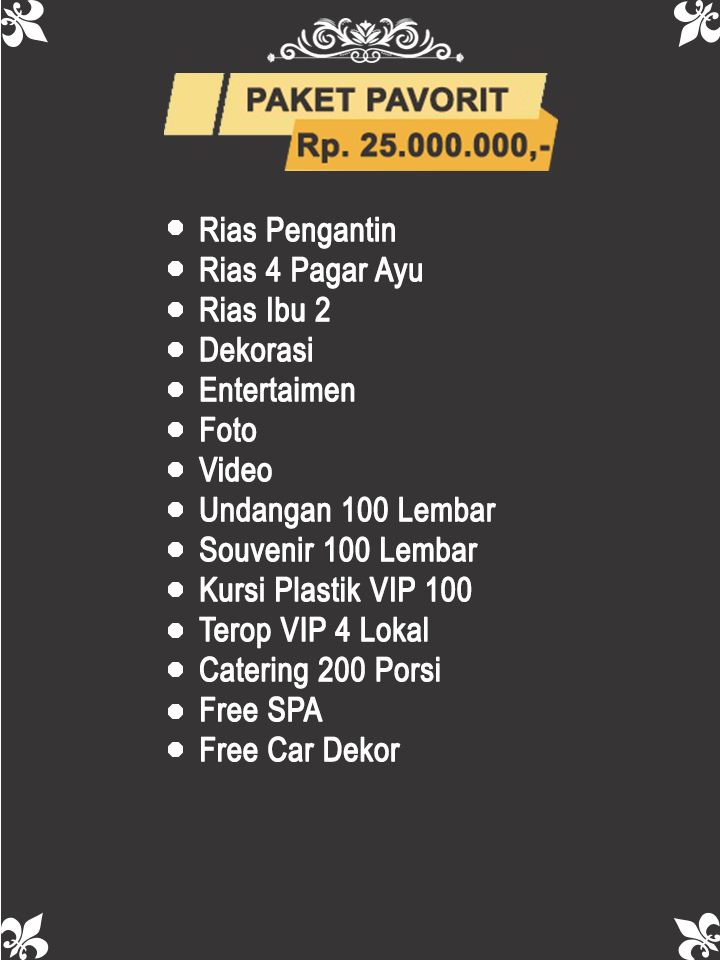 PAKET PAVORIT
Rp. 25.000.000,-
• Rias Pengantin
• Rias 4 Pagar Ayu
• Rias Ibu 2
• Dekorasi
• Entertaimen
• Foto
• Video
• Undangan 100 Lembar
• Souvenir 100 Lembar
• Kursi Plastik VIP 100
• Terop VIP 4 Lokal
• Catering 200 Porsi
• Free SPA
• Free Car Dekor